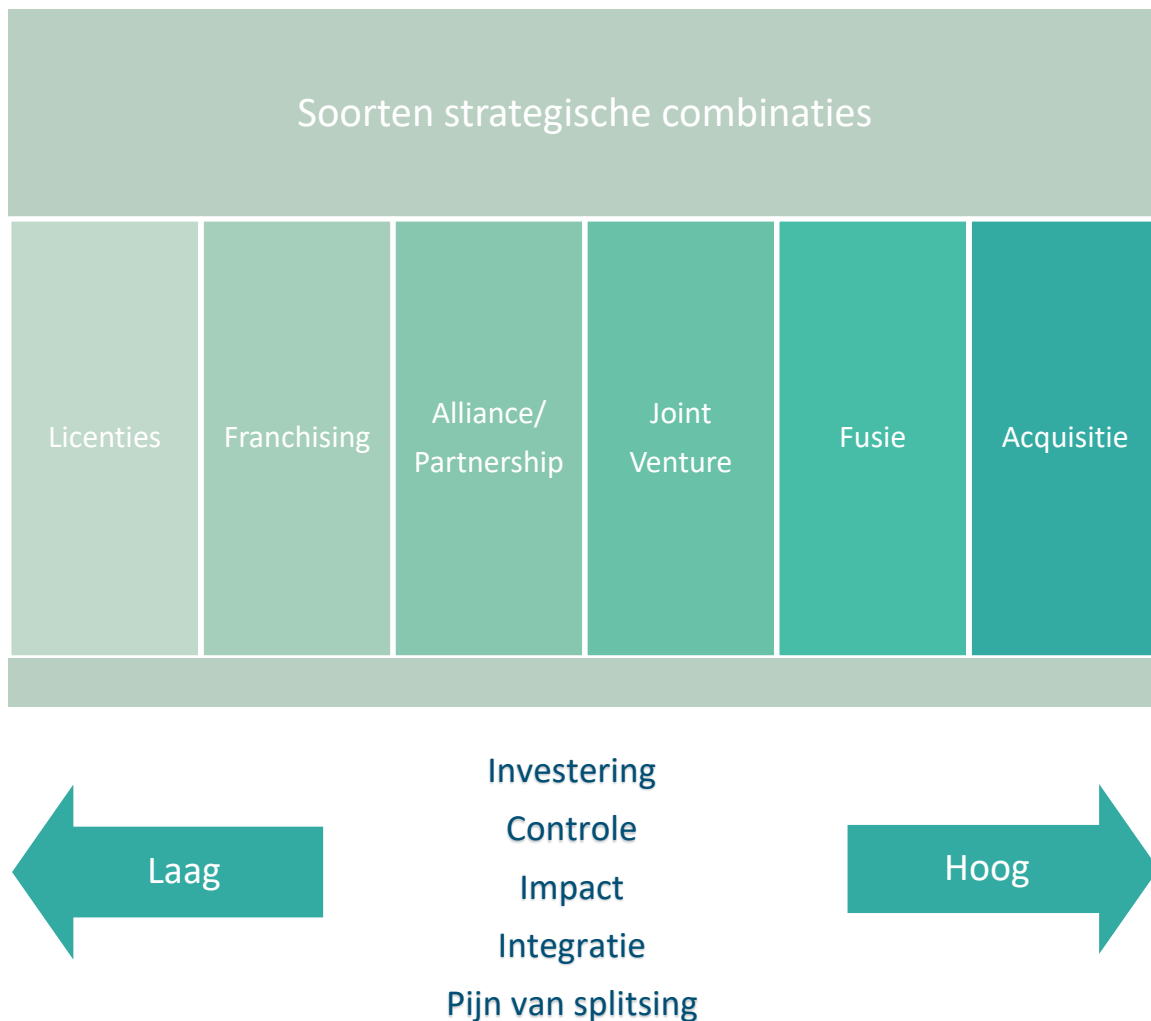 Soorten strategische combinaties
Licenties
Franchising
Alliance/
Partnership
Joint
Venture
Fusie
Acquisitie
Investering
Controle
Impact
Integratie
Pijn van splitsing
Laag
Hoog